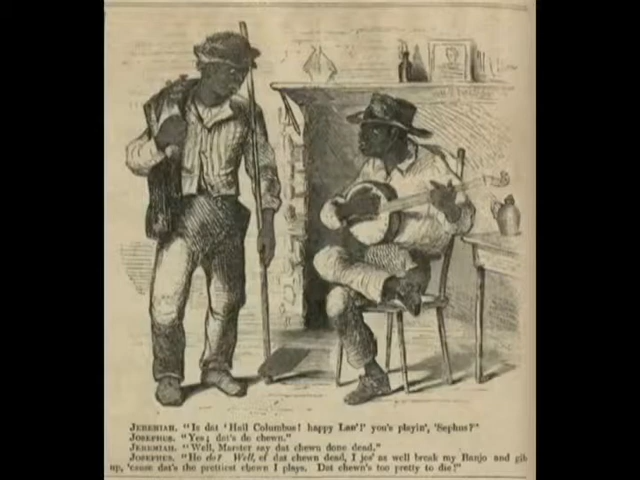 JEREMIAH. "Is dat 'Hail Columbus! happy Lan'!' you's playin', 'Sephus?"
JOSEPHUS. "Yes; dat's de chewn."
JEREMIAH. "Well, Marster say dat chewn done dead."
JOSEPHUS. "He do? Well, ef dat chewn dead, I jes' as well break my Banjo and gib
up, 'cause dat's the prettiest chewn I plays. Dat chewn's too pretty to die!"